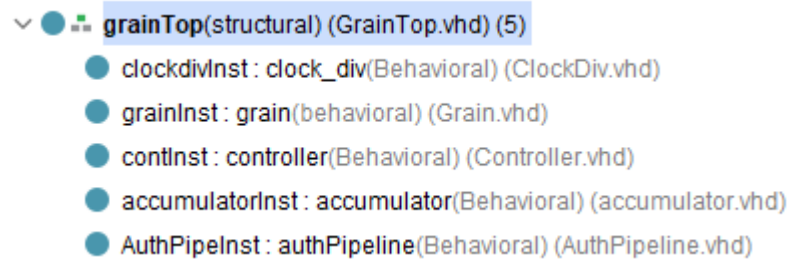 grainTop(structural) (GrainTop.vhd) (5)
clockdivInst : clock_div(Behavioral) (ClockDiv.vhd)
grainInst : grain(behavioral) (Grain.vhd)
contInst : controller(Behavioral) (Controller.vhd)
accumulatorInst : accumulator(Behavioral) (accumulator.vhd)
AuthPipeInst : authPipeline(Behavioral) (AuthPipeline.vhd)